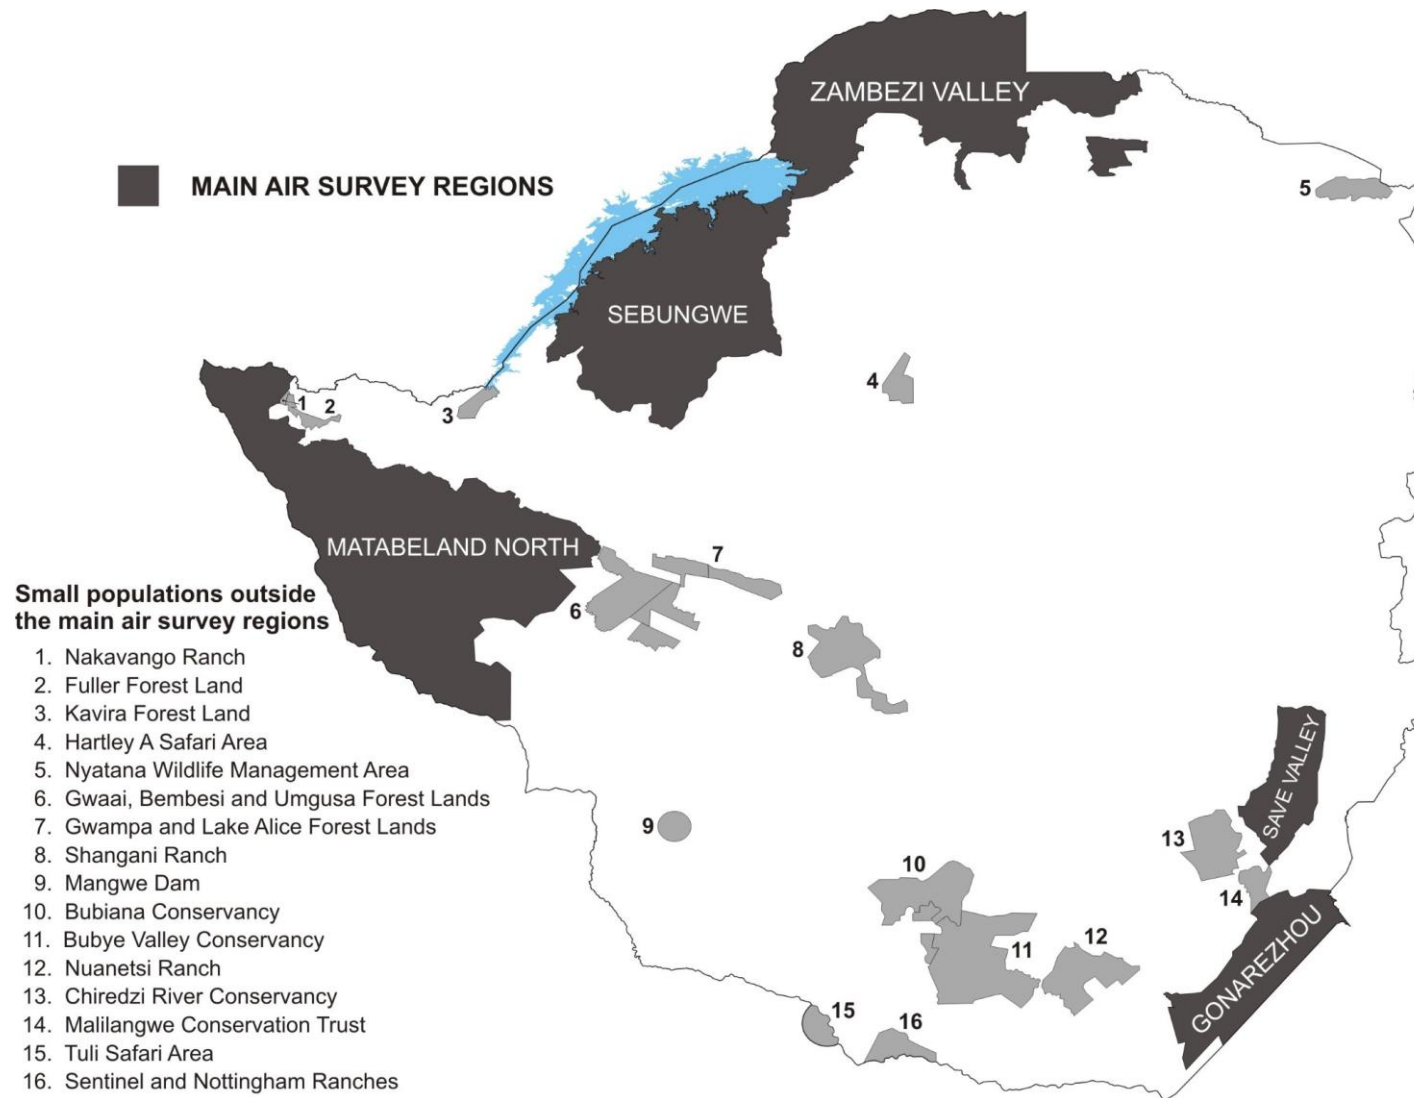 ZAMBEZI VALLEY
MAIN AIR SURVEY REGIONS
5
SEBUNGWE
4
1
2
3
MATABELAND NORTH
7
6
8
Small populations outside
the main air survey regions
1. Nakavango Ranch
2. Fuller Forest Land
3. Kavira Forest Land
4. Hartley A Safari Area
5. Nyatana Wildlife Management Area
6. Gwaai, Bembesi and Umgusa Forest Lands
7. Gwampa and Lake Alice Forest Lands
8. Shangani Ranch
9. Mangwe Dam
10. Bubiana Conservancy
11. Bubye Valley Conservancy
12. Nuanetsi Ranch
13. Chiredzi River Conservancy
14. Malilangwe Conservation Trust
15. Tuli Safari Area
16. Sentinel and Nottingham Ranches
SAVE VALLEY
9
13
10
14
11
12
GONAREZHOU
15
16